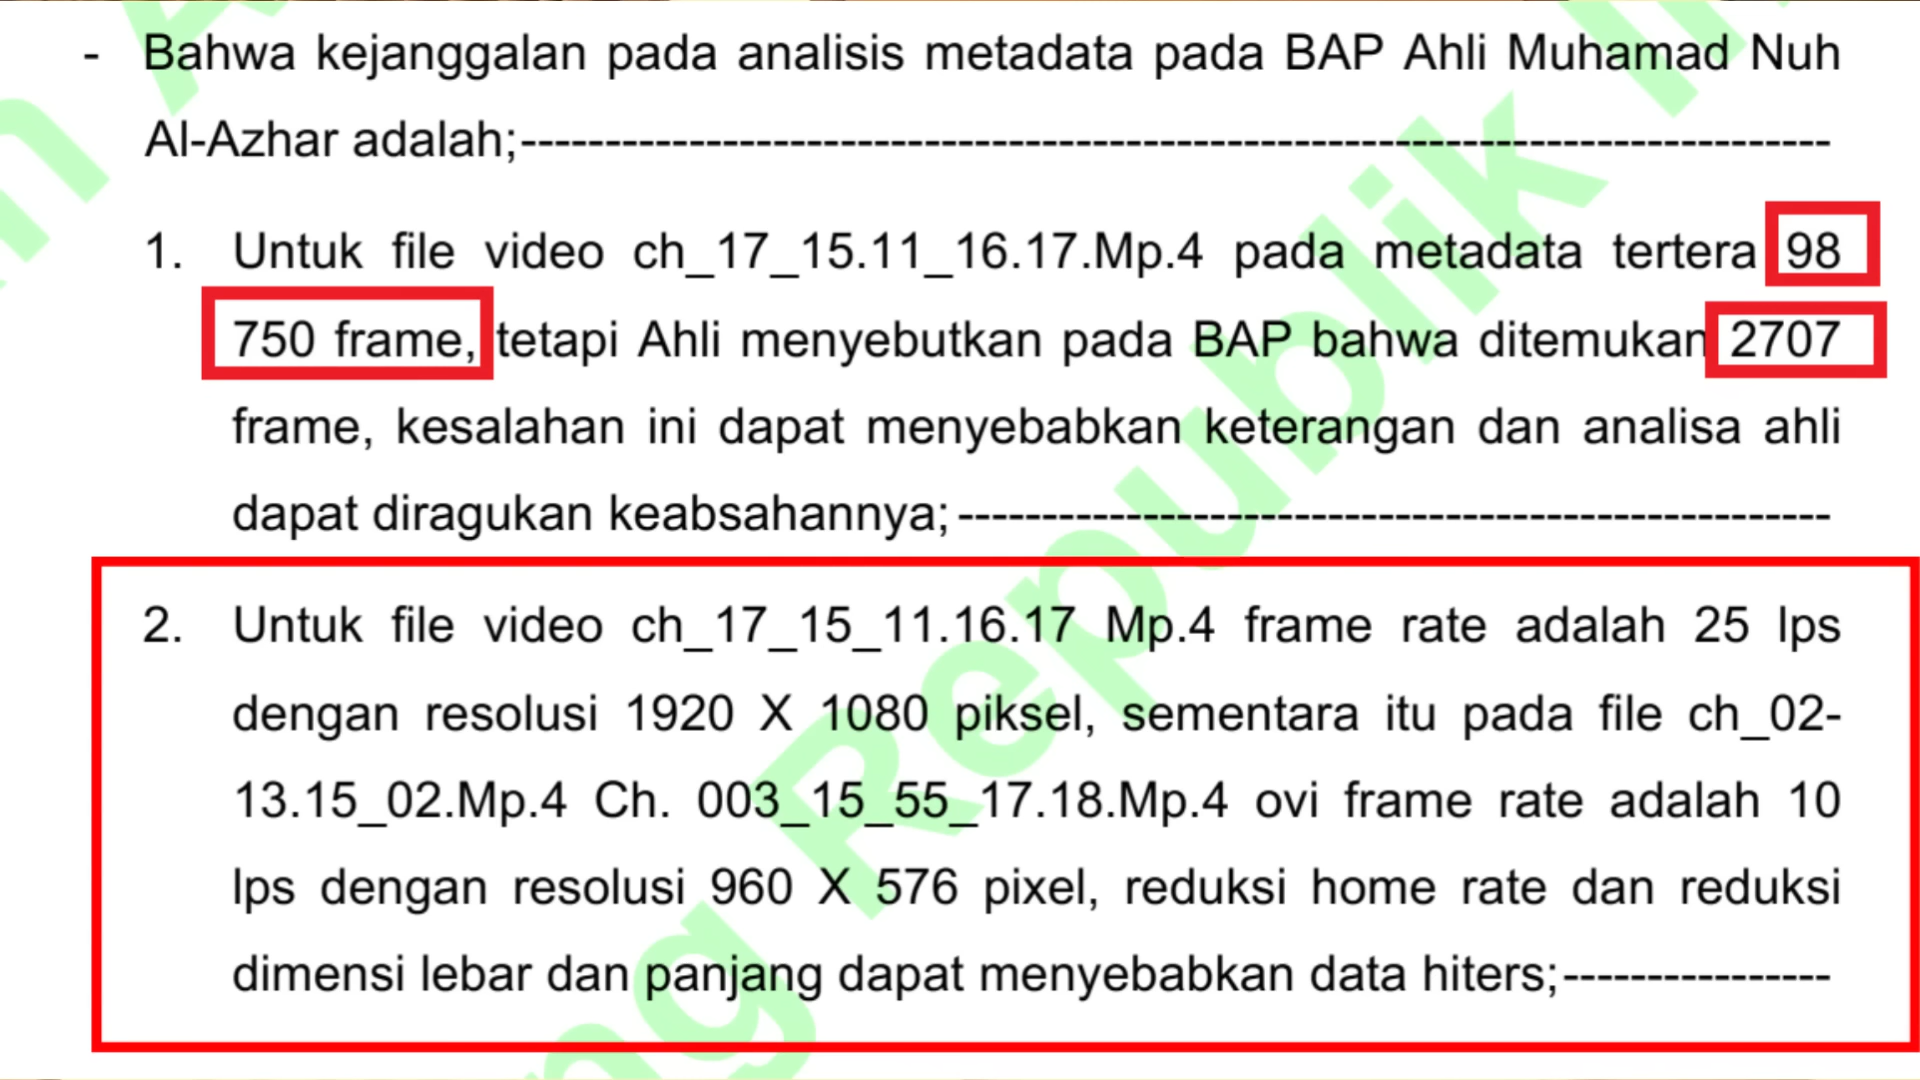 - Bahwa kejanggalan pada analisis metadata pada BAP Ahli Muhamad Nuh
Al-Azhar adalah;------------------------------------------------------------------------------
1. Untuk file video ch_17_15.11_16.17.Mp.4 pada metadata tertera 98
750 frame, tetapi Ahli menyebutkan pada BAP bahwa ditemukan 2707
frame, kesalahan ini dapat menyebabkan keterangan dan analisa ahli
dapat diragukan keabsahannya;----------------------------------------------------
2. Untuk file video ch_17_15_11.16.17 Mp.4 frame rate adalah 25 lps
dengan resolusi 1920 X 1080 piksel, sementara itu pada file ch_02-
13.15_02.Mp.4 Ch. 003_15_55_17.18.Mp.4 ovi frame rate adalah 10
lps dengan resolusi 960 X 576 pixel, reduksi home rate dan reduksi
dimensi lebar dan panjang dapat menyebabkan data hiters;----------------
Republik